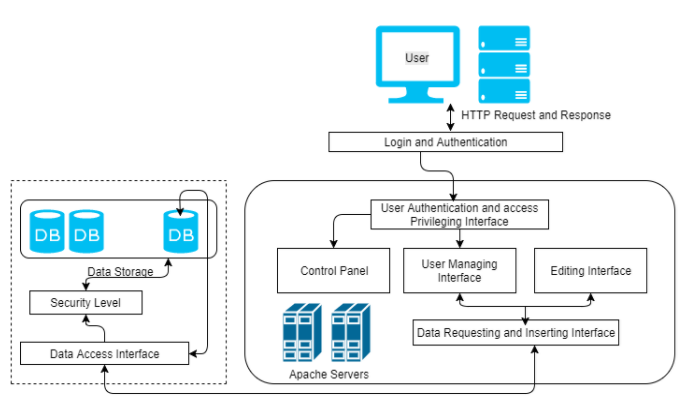 User
HTTP Request and Response
Login and Authentication
User Authentication and access
Privileging Interface
DB
DB
DB
Data Storage
Control Panel
User Managing
Interface
Editing Interface
Security Level
Data Requesting and Inserting Interface
Data Access Interface
Apache Servers